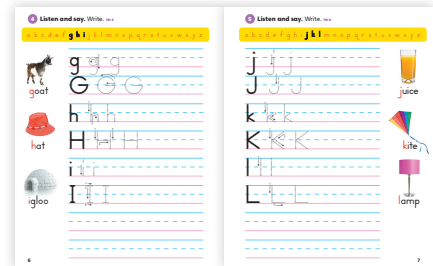 4 Listen and say. Write.
a b c d e f g h i j k l m n o p q r s t u v w x y z
g g g
goat
G G G
h h h
hat
H H H
i i i
igloo
I I I
6
5 Listen and say. Write.
a b c d e f g h i j k l m n o p q r s t u v w x y z
j j j
juice
J J J
k k k
kite
K K K
l l l
lamp
L L L
7